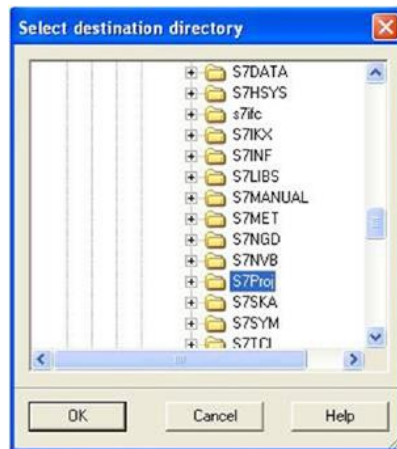 Select destination directory
S7DATA
S7HSYS
s7ifc
S7IKX
S7INF
S7LIBS
S7MANUAL
S7MET
S7NGD
S7NVB
S7Proj
S7SKA
S7SYM
S7TCI
OK
Cancel
Help